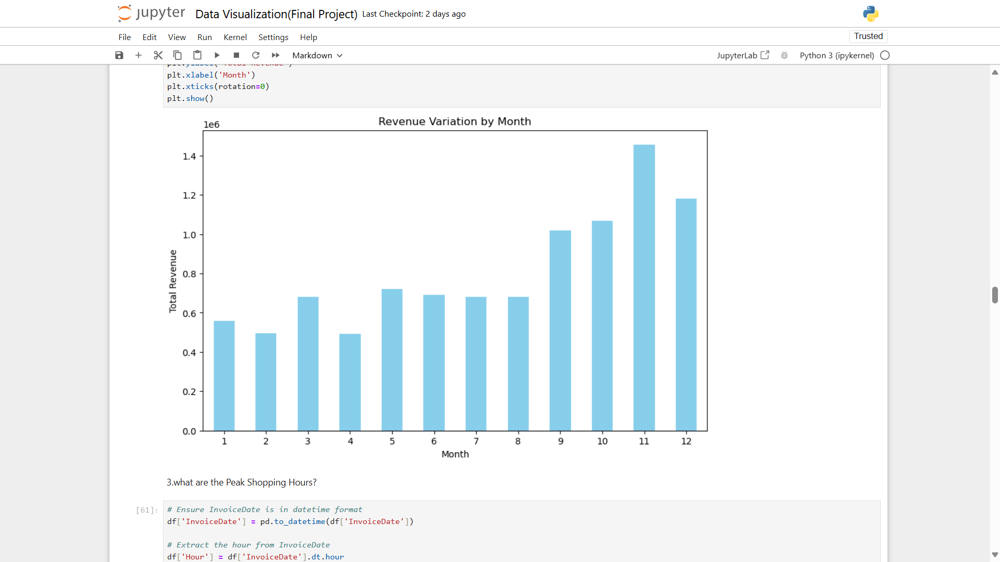 jupyter Data Visualization(Final Project) Last Checkpoint: 2 days ago
File Edit View Run Kernel Settings Help Trusted
Markdown JupyterLab Python 3 (ipykernel)
plt.ylabel('Total Revenue')
plt.xlabel('Month')
plt.xticks(rotation=0)
plt.show()
Revenue Variation by Month
1e6
1.4
1.2
1.0
0.8
0.6
0.4
0.2
0.0
Total Revenue
1 2 3 4 5 6 7 8 9 10 11 12
Month
3.what are the Peak Shopping Hours?
[61]: # Ensure InvoiceDate is in datetime format
df['InvoiceDate'] = pd.to_datetime(df['InvoiceDate'])
# Extract the hour from InvoiceDate
df['Hour'] = df['InvoiceDate'].dt.hour